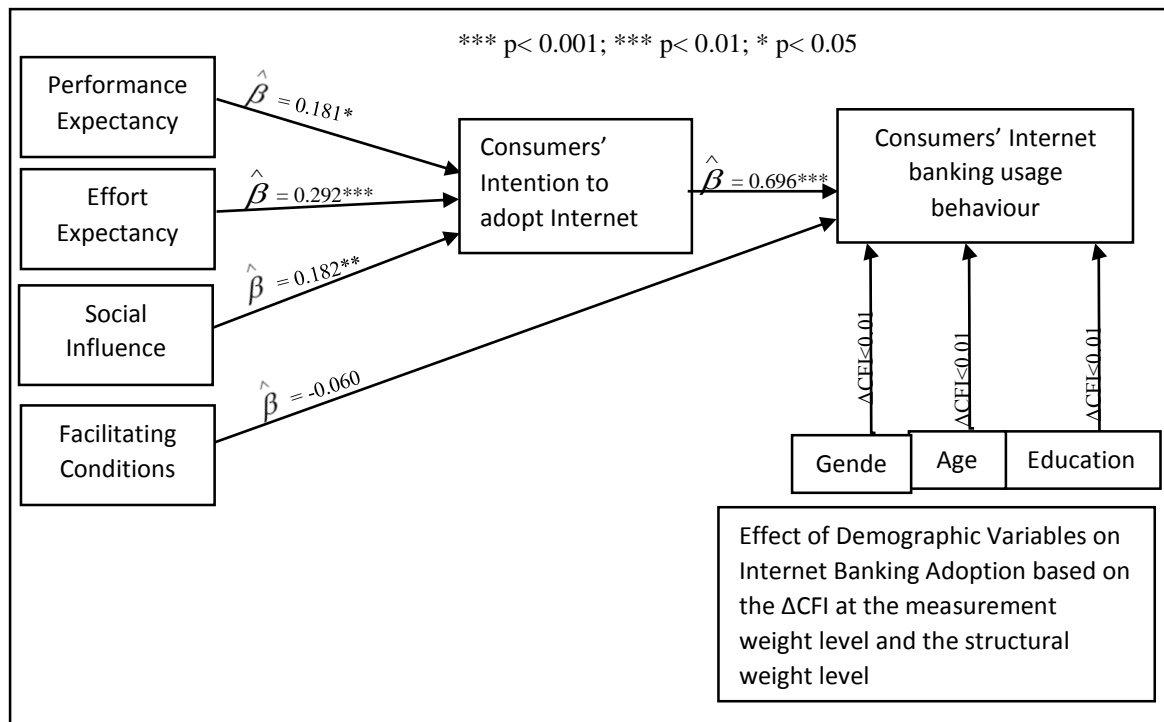 *** p< 0.001; *** p< 0.01; * p< 0.05
Performance
Expectancy
β̂ = 0.181*
Effort
Expectancy
β̂ = 0.292***
Social
Influence
β̂ = 0.182**
Facilitating
Conditions
β̂ = -0.060
Consumers’
Intention to
adopt Internet
β̂ = 0.696***
Consumers’ Internet
banking usage
behaviour
ΔCFI<0.01
ΔCFI<0.01
ΔCFI<0.01
Gende
Age
Education
Effect of Demographic Variables on
Internet Banking Adoption based on
the ΔCFI at the measurement
weight level and the structural
weight level